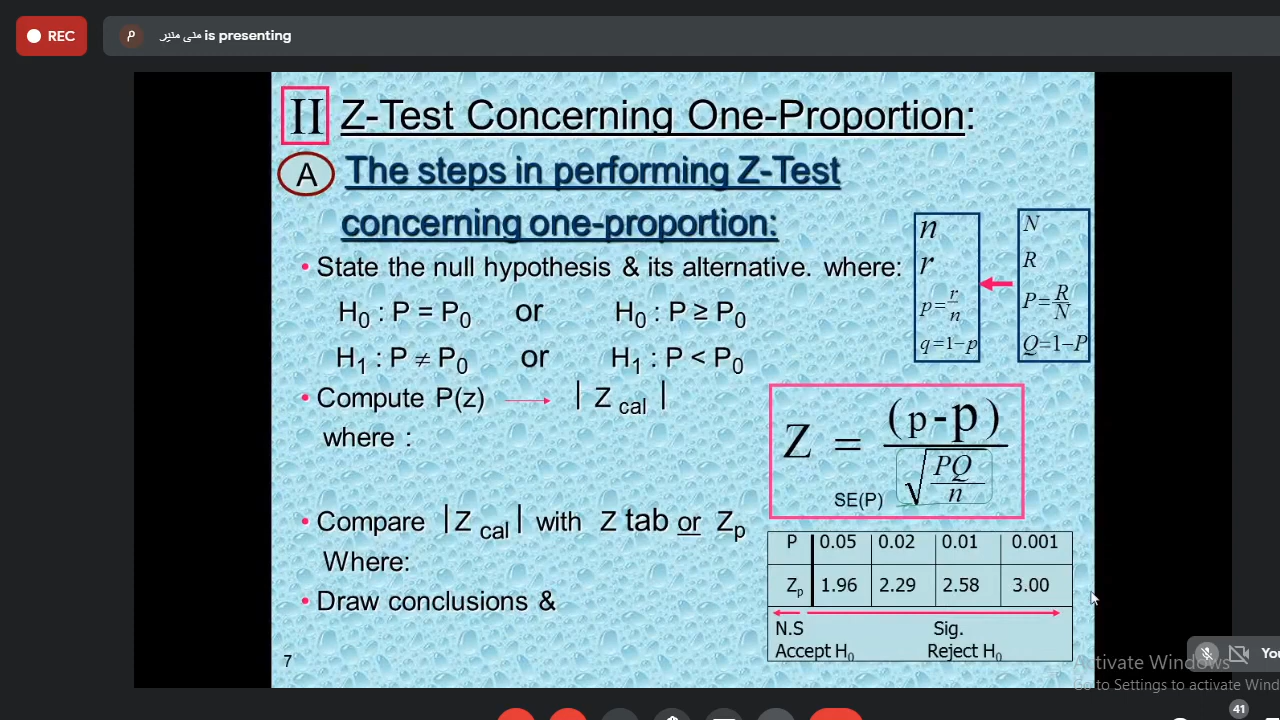 REC
م
منى منير is presenting
II Z-Test Concerning One-Proportion:
A The steps in performing Z-Test
concerning one-proportion:
• State the null hypothesis & its alternative. where:
H0 : P = P0 or H0 : P ≥ P0
H1 : P ≠ P0 or H1 : P < P0
• Compute P(z) → | Z cal |
where :
• Compare |Z cal| with Z tab or Zp
Where:
• Draw conclusions &
7
n
r
p=r/n
q=1-p
N
R
P=R/N
Q=1-P
Z = (p-p) / √(PQ/n)
SE(P)
P 0.05 0.02 0.01 0.001
Zp 1.96 2.29 2.58 3.00
N.S Sig.
Accept H0 Reject H0
You
Activate Windows
Go to Settings to activate Wind
41